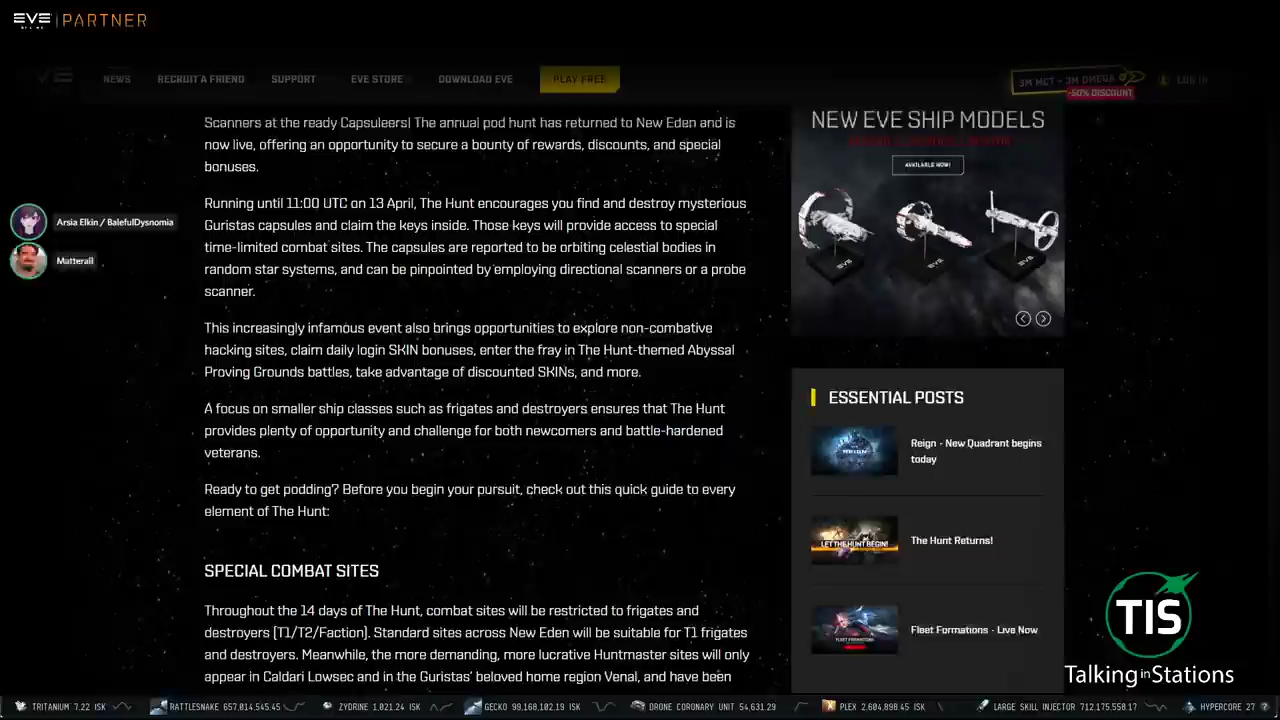 EVE | PARTNER
NEWS RECRUIT A FRIEND SUPPORT EVE STORE DOWNLOAD EVE PLAY FREE 3M MCT + 3M OMEGA LOG IN
-50% DISCOUNT
Scanners at the ready Capsuleers! The annual pod hunt has returned to New Eden and is
now live, offering an opportunity to secure a bounty of rewards, discounts, and special
bonuses.
Running until 11:00 UTC on 13 April, The Hunt encourages you find and destroy mysterious
Guristas capsules and claim the keys inside. Those keys will provide access to special
time-limited combat sites. The capsules are reported to be orbiting celestial bodies in
random star systems, and can be pinpointed by employing directional scanners or a probe
scanner.
This increasingly infamous event also brings opportunities to explore non-combative
hacking sites, claim daily login SKIN bonuses, enter the fray in The Hunt-themed Abyssal
Proving Grounds battles, take advantage of discounted SKINs, and more.
A focus on smaller ship classes such as frigates and destroyers ensures that The Hunt
provides plenty of opportunity and challenge for both newcomers and battle-hardened
veterans.
Ready to get podding? Before you begin your pursuit, check out this quick guide to every
element of The Hunt:
SPECIAL COMBAT SITES
Throughout the 14 days of The Hunt, combat sites will be restricted to frigates and
destroyers (T1/T2/Faction). Standard sites across New Eden will be suitable for T1 frigates
and destroyers. Meanwhile, the more demanding, more lucrative Huntmaster sites will only
appear in Caldari Lowsec and in the Guristas' beloved home region Venal, and have been
Arsia Elkin / BalefulDysnomia
Matterall
NEW EVE SHIP MODELS
AVAILABLE NOW!
EVE EVE EVE
ESSENTIAL POSTS
REIGN
Reign - New Quadrant begins
today
LET THE HUNT BEGIN!
The Hunt Returns!
FLEET FORMATIONS
Fleet Formations - Live Now
TIS
Talking in Stations
TRITANIUM 7.22 ISK RATTLESNAKE 657,014,545.45 ZYDRINE 1,021.24 ISK GECKO 99,168,102.19 ISK DRONE CORONARY UNIT 54,631.29 PLEX 2,604,898.45 ISK LARGE SKILL INJECTOR 712,175,558.17 HYPERCORE 27